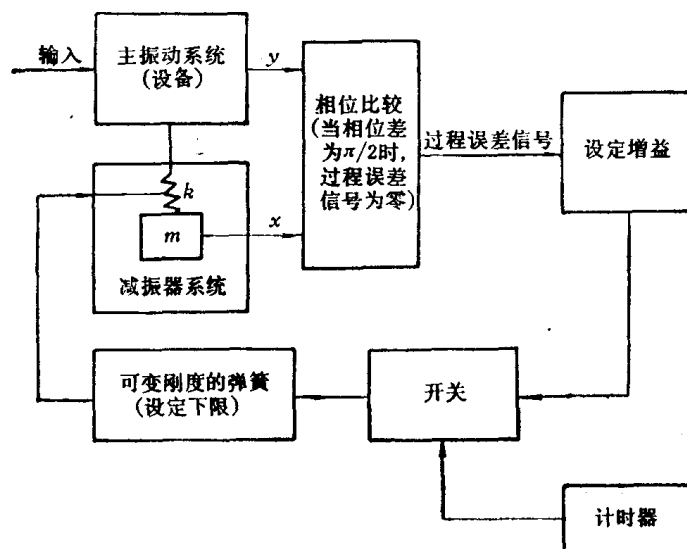 输入
主振动系统
(设备)
y
相位比较
(当相位差
为π/2时,
过程误差
信号为零)
过程误差信号
设定增益
k
m
x
减振器系统
可变刚度的弹簧
(设定下限)
开关
计时器